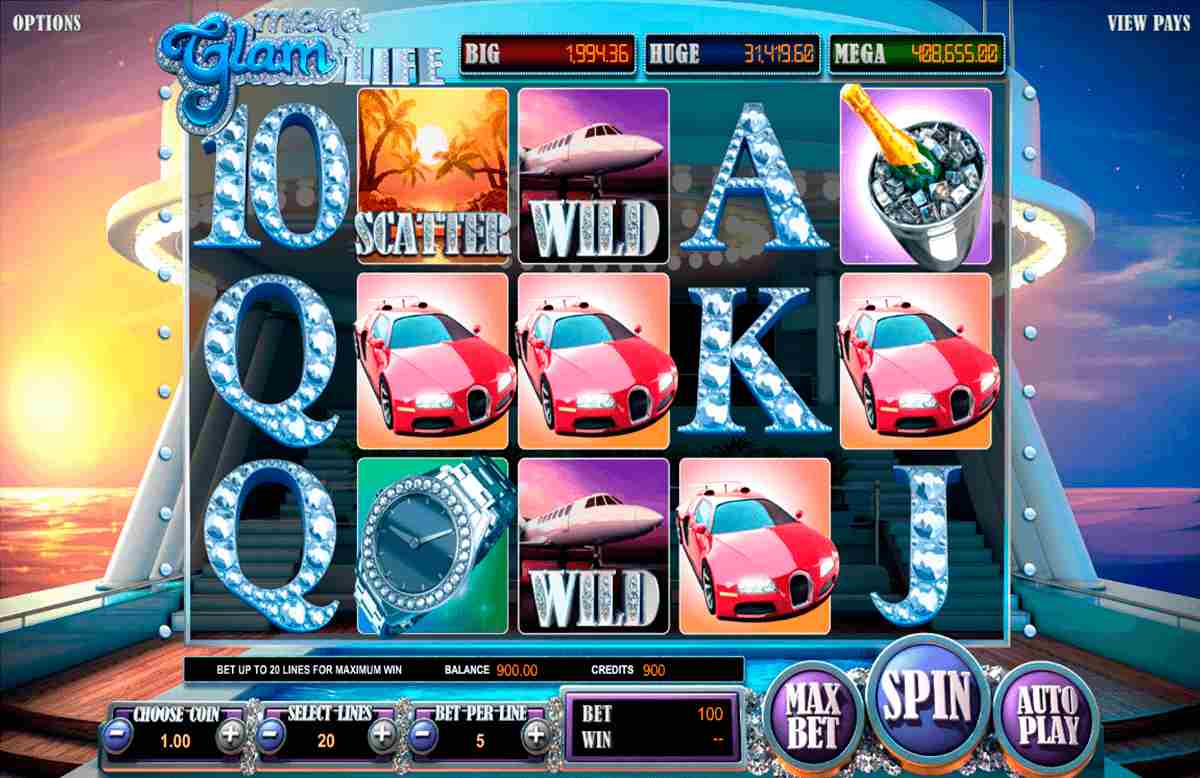 OPTIONS
mega
Glam
LIFE
BIG 1,994.36
HUGE 31,419.60
MEGA 408,655.00
VIEW PAYS
10
SCATTER
WILD
A
Q
K
Q
WILD
J
BET UP TO 20 LINES FOR MAXIMUM WIN BALANCE 900.00 CREDITS 900
CHOOSE COIN
- 1.00 +
SELECT LINES
- 20 +
BET-PER-LINE
- 5 +
BET 100
WIN --
MAX
BET
SPIN
AUTO
PLAY